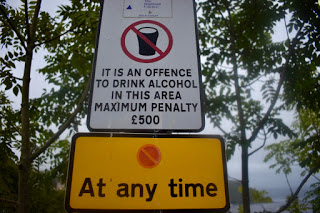 IT IS AN OFFENCE
TO DRINK ALCOHOL
IN THIS AREA
MAXIMUM PENALTY
£500
At any time